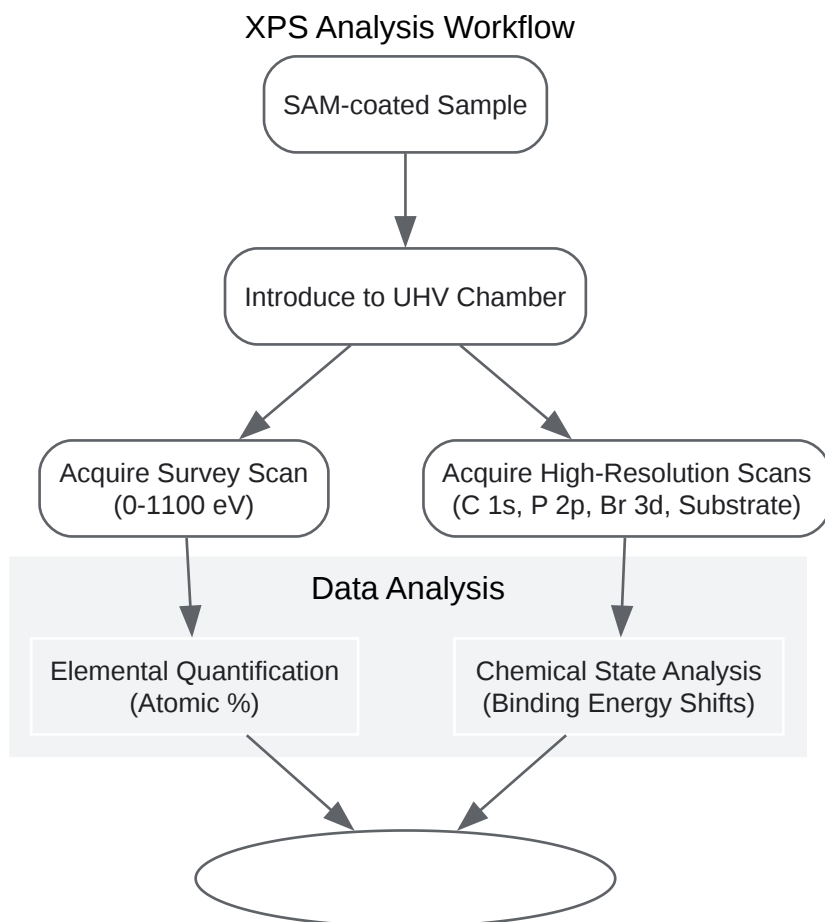 XPS Analysis Workflow
SAM-coated Sample
Introduce to UHV Chamber
Acquire Survey Scan
(0-1100 eV)
Acquire High-Resolution Scans
(C 1s, P 2p, Br 3d, Substrate)
Data Analysis
Elemental Quantification
(Atomic %)
Chemical State Analysis
(Binding Energy Shifts)